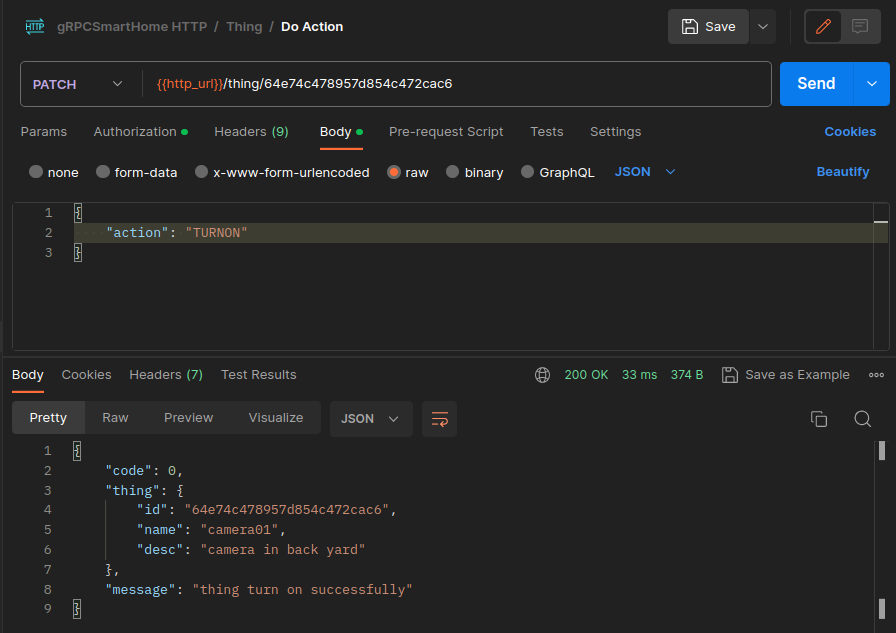 HTTP gRPCSmartHome HTTP / Thing / Do Action Save
PATCH {{http_url}}/thing/64e74c478957d854c472cac6 Send
Params Authorization Headers (9) Body Pre-request Script Tests Settings Cookies
none form-data x-www-form-urlencoded raw binary GraphQL JSON Beautify
1 {
2 "action": "TURNON"
3 }
Body Cookies Headers (7) Test Results 200 OK 33 ms 374 B Save as Example
Pretty Raw Preview Visualize JSON
1 {
2 "code": 0,
3 "thing": {
4 "id": "64e74c478957d854c472cac6",
5 "name": "camera01",
6 "desc": "camera in back yard"
7 },
8 "message": "thing turn on successfully"
9 }